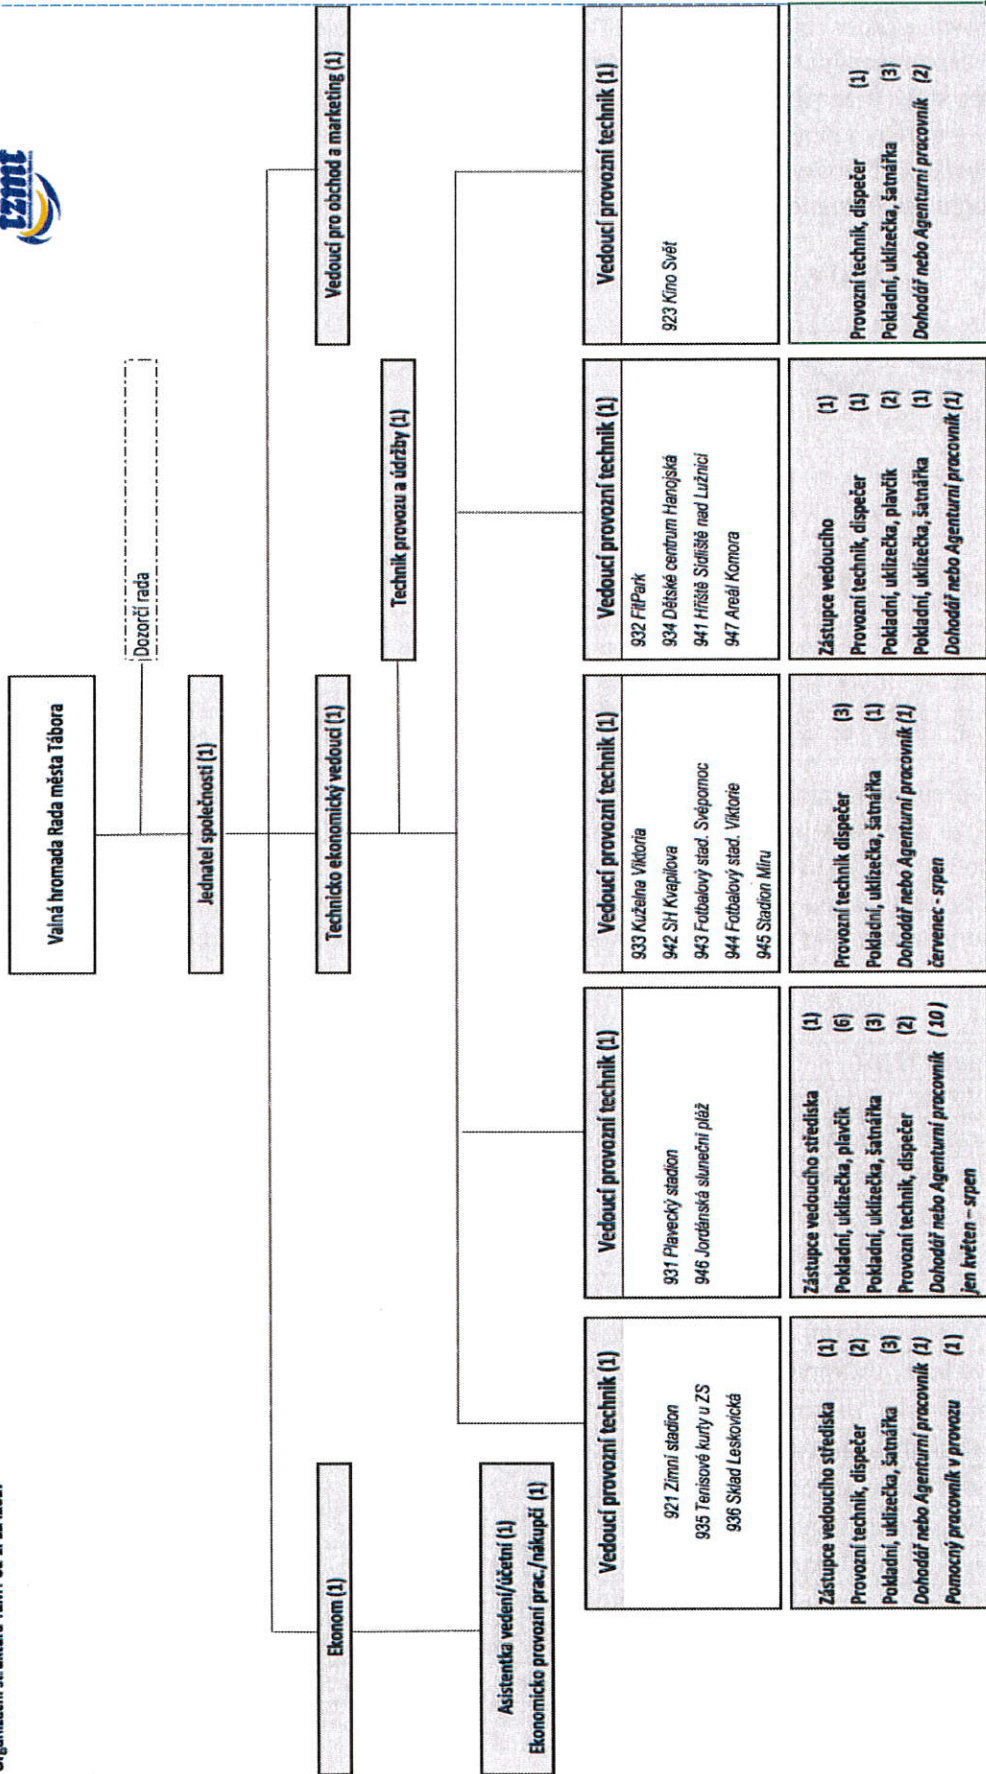 tzmt
Valná hromada Rada města Tábora
Dozorčí rada
Jednatel společnosti (1)
Ekonom (1)
Technicko ekonomický vedoucí (1)
Vedoucí pro obchod a marketing (1)
Technik provozu a údržby (1)
Asistentka vedení/účetní (1)
Ekonomicko provozní prac./nákupčí (1)
Vedoucí provozní technik (1)
921 Zimní stadion
935 Tenisové kurty u ZS
936 Sklad Leskovická
Zástupce vedoucího střediska (1)
Provozní technik, dispečer (2)
Pokladní, uklízečka, šatnářka (3)
Dohodář nebo Agenturní pracovník (1)
Pomocný pracovník v provozu (1)
Vedoucí provozní technik (1)
931 Plavecký stadion
946 Jordánská sluneční pláž
Zástupce vedoucího střediska (1)
Pokladní, uklízečka, plavčík (6)
Pokladní, uklízečka, šatnářka (3)
Provozní technik, dispečer (2)
Dohodář nebo Agenturní pracovník (10)
jen květen – srpen
Vedoucí provozní technik (1)
933 Kuželna Viktoria
942 SH Kvapilova
943 Fotbalový stad. Svépomoc
944 Fotbalový stad. Viktorie
945 Stadion Míru
Provozní technik dispečer (3)
Pokladní, uklízečka, šatnářka (1)
Dohodář nebo Agenturní pracovník (1)
červenec - srpen
Vedoucí provozní technik (1)
932 FitPark
934 Dětské centrum Hanojská
941 Hřiště Sídliště nad Lužnicí
947 Areál Komora
Zástupce vedoucího (1)
Provozní technik, dispečer (1)
Pokladní, uklízečka, plavčík (2)
Pokladní, uklízečka, šatnářka (1)
Dohodář nebo Agenturní pracovník (1)
Vedoucí provozní technik (1)
923 Kino Svět
Provozní technik, dispečer (1)
Pokladní, uklízečka, šatnářka (3)
Dohodář nebo Agenturní pracovník (2)